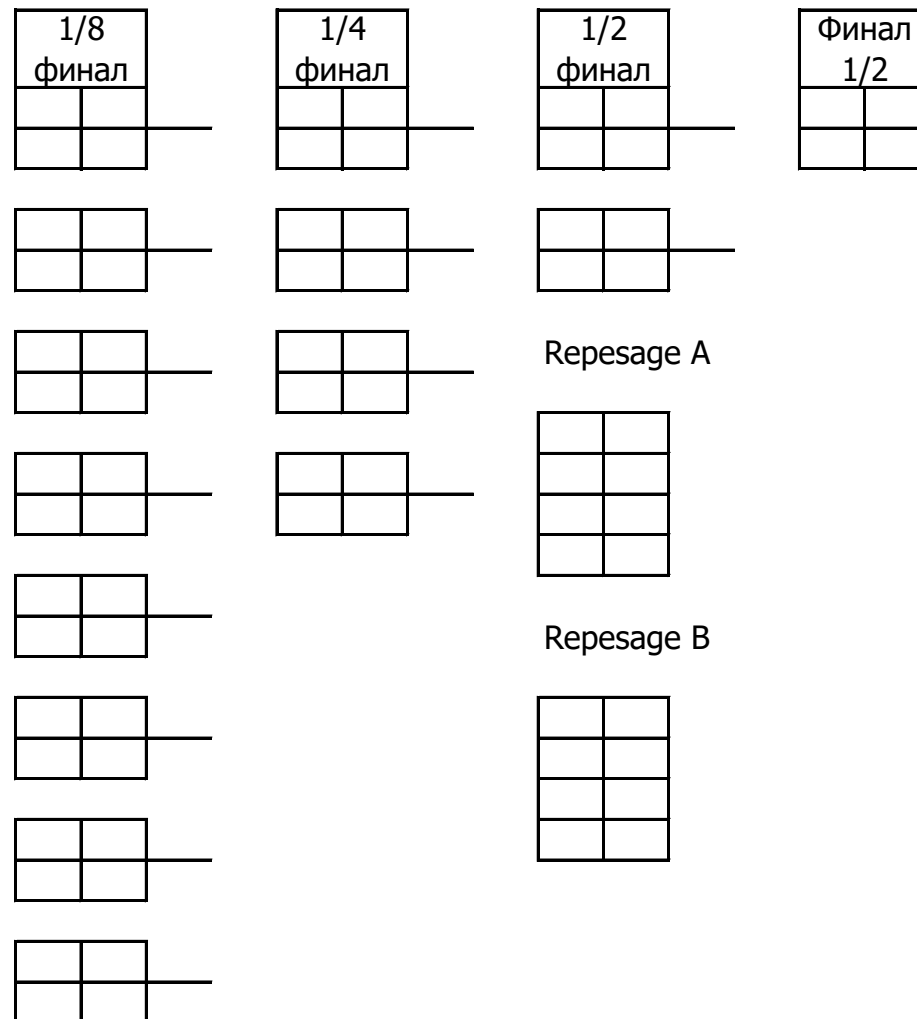 1/8
финал
1/4
финал
1/2
финал
Финал
1/2
Repesage A
Repesage B